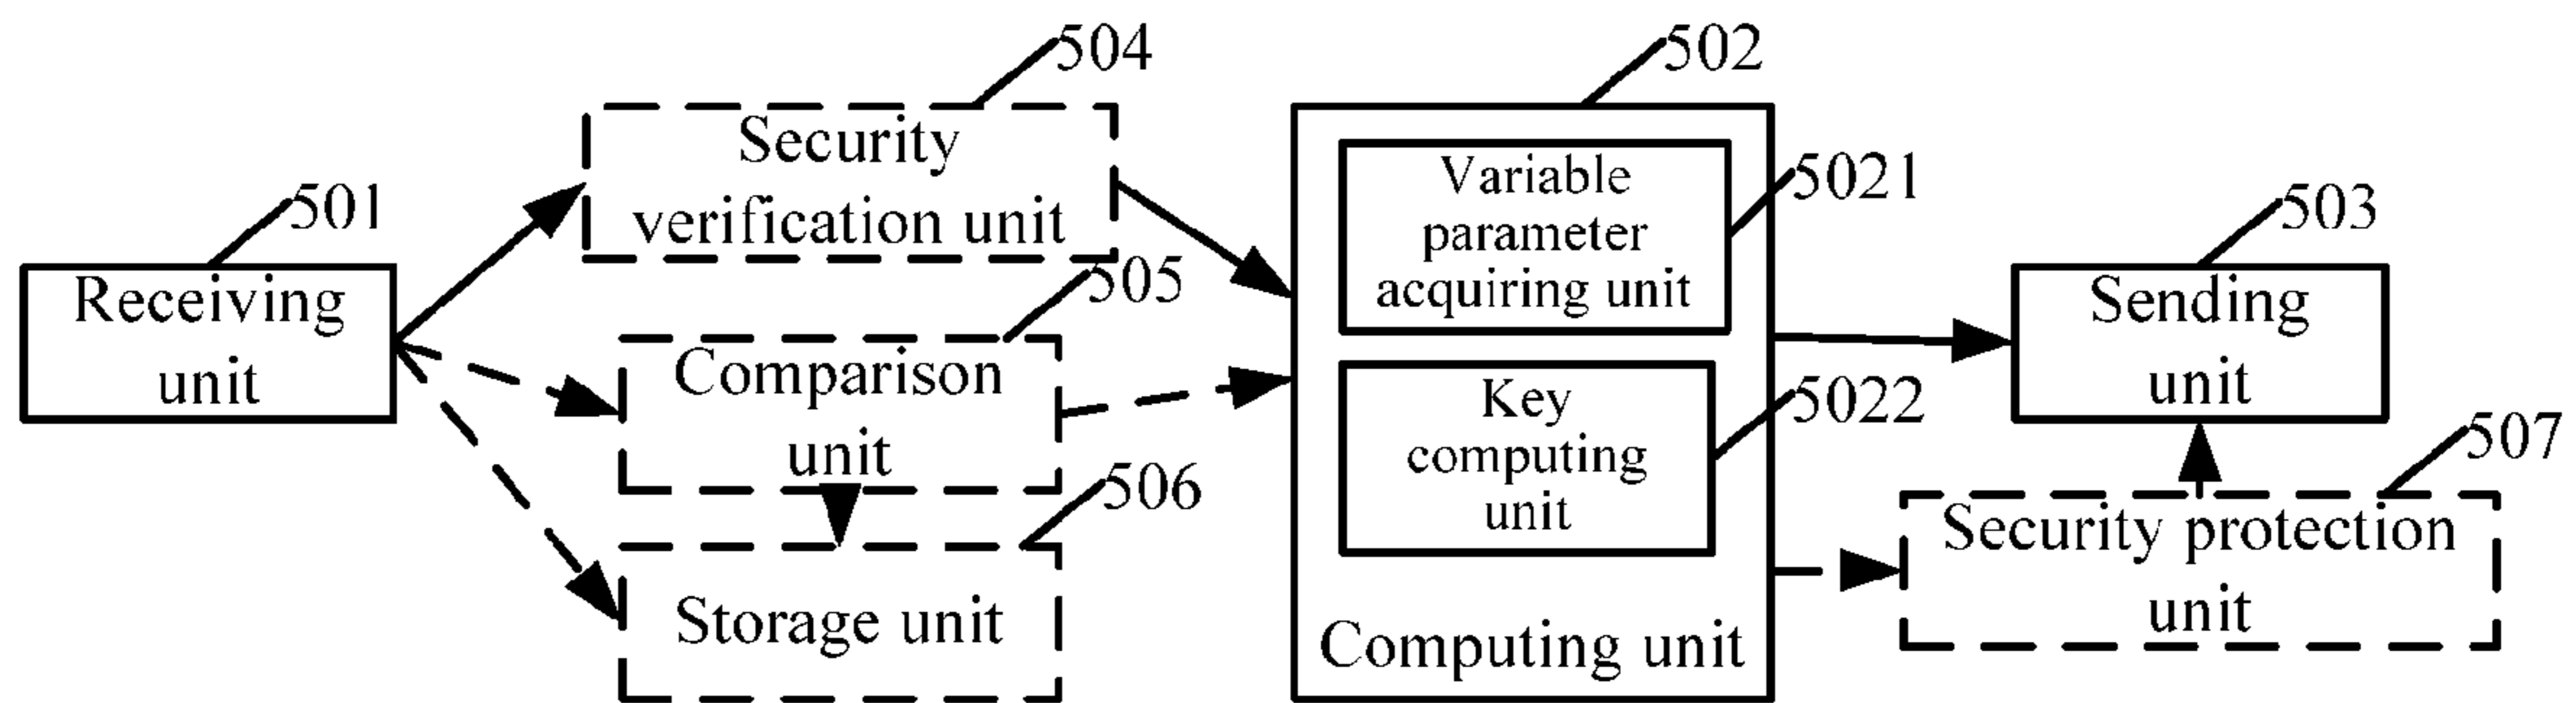 504
Security
verification unit
501
Receiving
unit
505
Comparison
unit
506
Storage unit
502
Variable
parameter
acquiring unit
5021
Key
computing
unit
5022
Computing unit
503
Sending
unit
507
Security protection
unit